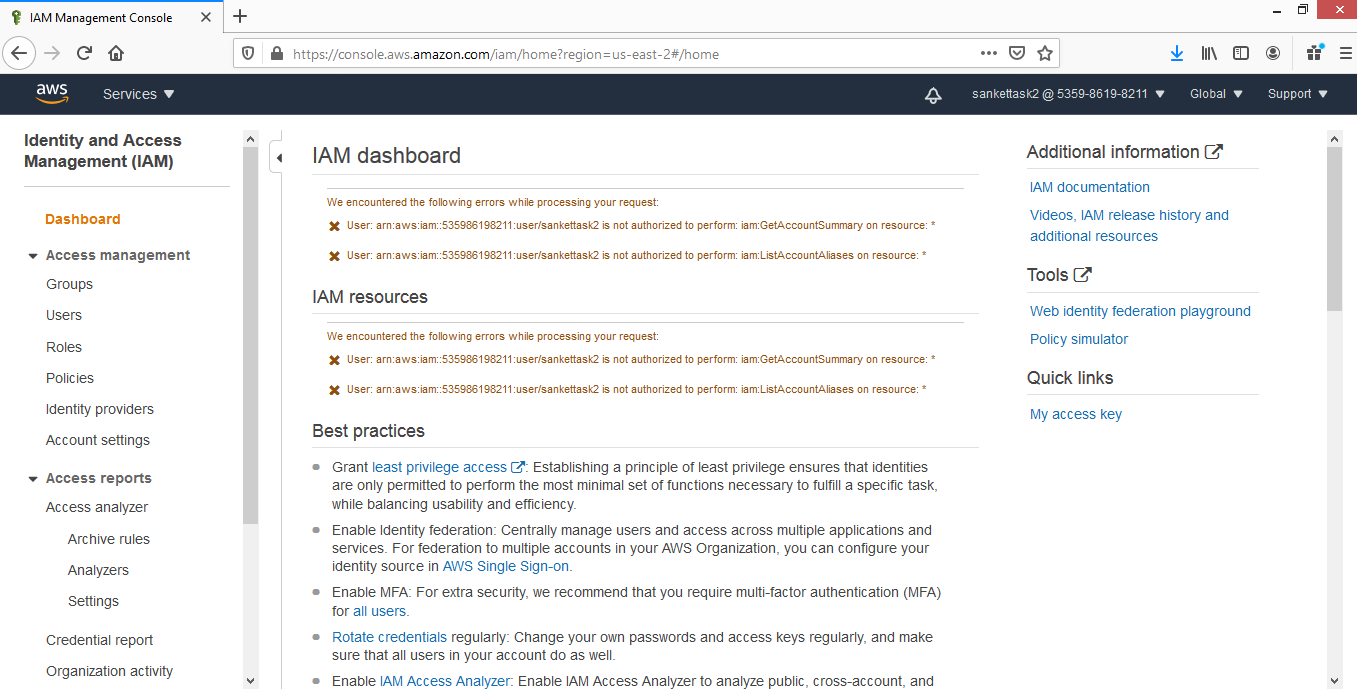 IAM Management Console
https://console.aws.amazon.com/iam/home?region=us-east-2#/home
aws
Services
sankettask2 @ 5359-8619-8211
Global
Support
Identity and Access
Management (IAM)
Dashboard
Access management
Groups
Users
Roles
Policies
Identity providers
Account settings
Access reports
Access analyzer
Archive rules
Analyzers
Settings
Credential report
Organization activity
IAM dashboard
We encountered the following errors while processing your request:
User: arn:aws:iam::535986198211:user/sankettask2 is not authorized to perform: iam:GetAccountSummary on resource: *
User: arn:aws:iam::535986198211:user/sankettask2 is not authorized to perform: iam:ListAccountAliases on resource: *
IAM resources
We encountered the following errors while processing your request:
User: arn:aws:iam::535986198211:user/sankettask2 is not authorized to perform: iam:GetAccountSummary on resource: *
User: arn:aws:iam::535986198211:user/sankettask2 is not authorized to perform: iam:ListAccountAliases on resource: *
Best practices
Grant least privilege access : Establishing a principle of least privilege ensures that identities
are only permitted to perform the most minimal set of functions necessary to fulfill a specific task,
while balancing usability and efficiency.
Enable Identity federation: Centrally manage users and access across multiple applications and
services. For federation to multiple accounts in your AWS Organization, you can configure your
identity source in AWS Single Sign-on.
Enable MFA: For extra security, we recommend that you require multi-factor authentication (MFA)
for all users.
Rotate credentials regularly: Change your own passwords and access keys regularly, and make
sure that all users in your account do as well.
Enable IAM Access Analyzer: Enable IAM Access Analyzer to analyze public, cross-account, and
Additional information
IAM documentation
Videos, IAM release history and
additional resources
Tools
Web identity federation playground
Policy simulator
Quick links
My access key